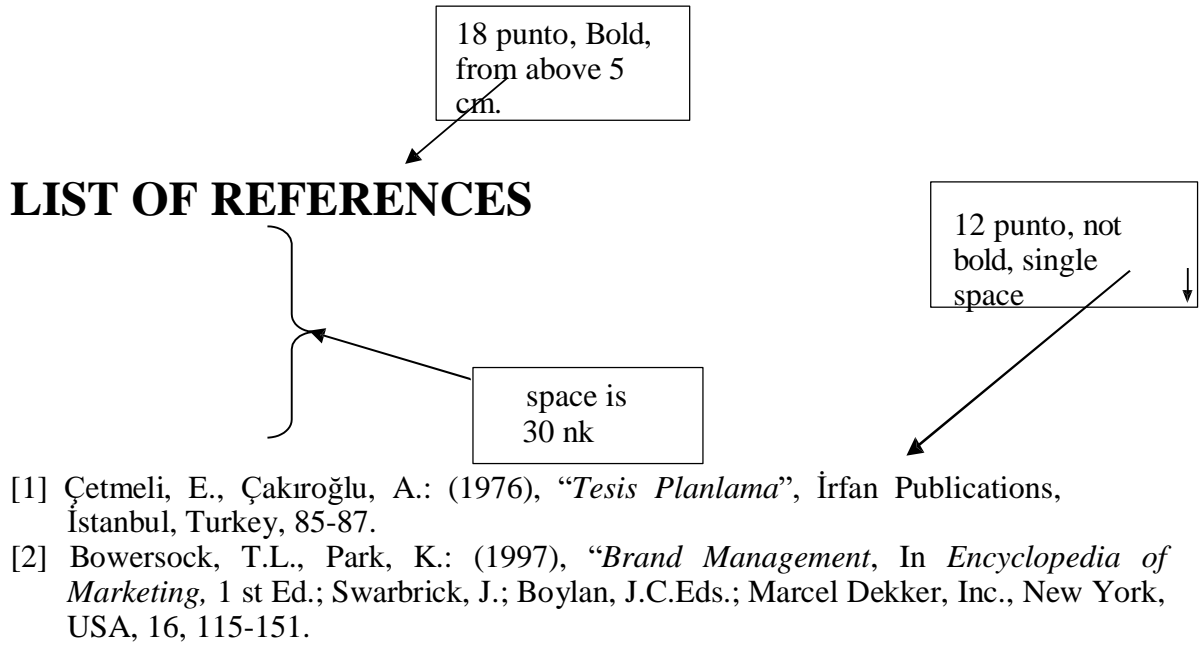 18 punto, Bold,
from above 5
cm.
LIST OF REFERENCES
12 punto, not
bold, single
space
space is
30 nk
[1] Çetmeli, E., Çakıroğlu, A.: (1976), “Tesis Planlama”, İrfan Publications,
İstanbul, Turkey, 85-87.
[2] Bowersock, T.L., Park, K.: (1997), “Brand Management, In Encyclopedia of
Marketing, 1 st Ed.; Swarbrick, J.; Boylan, J.C.Eds.; Marcel Dekker, Inc., New York,
USA, 16, 115-151.